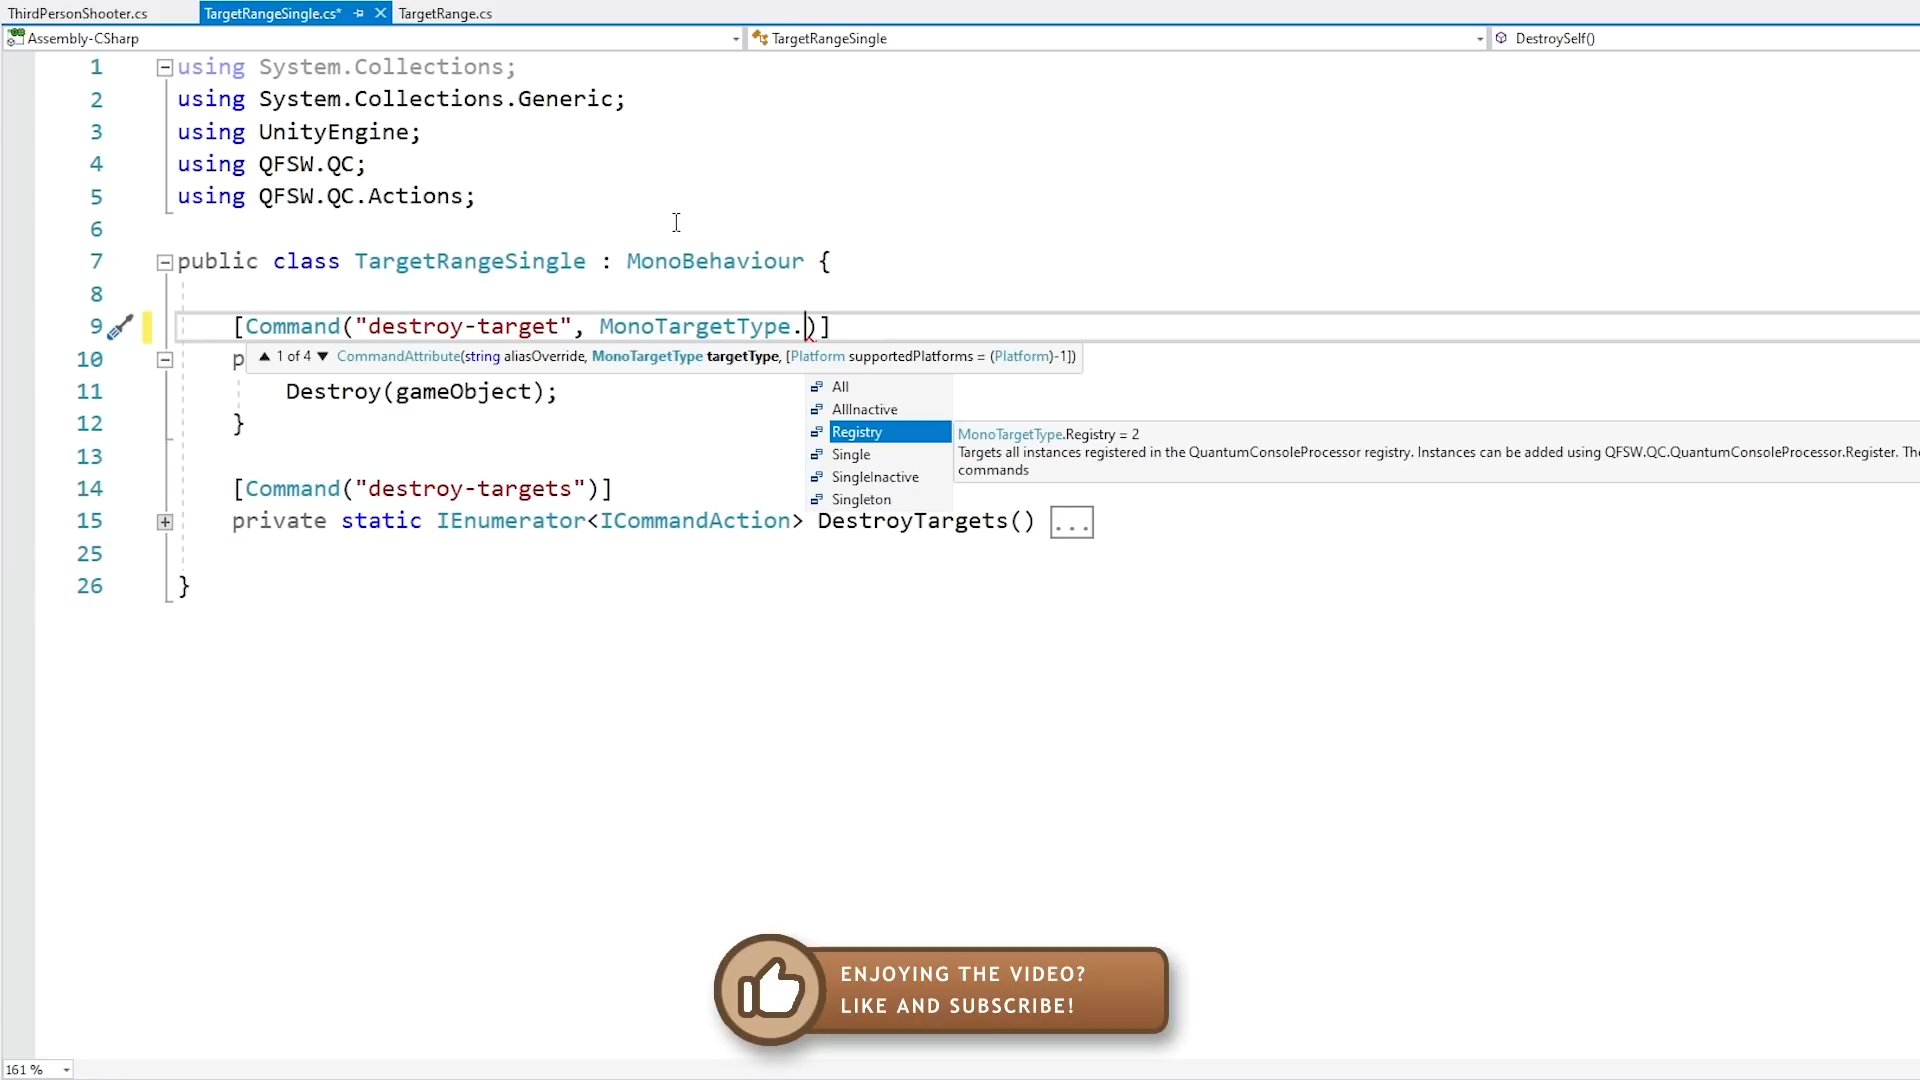 ThirdPersonShooter.cs TargetRangeSingle.cs* TargetRange.cs
Assembly-CSharp TargetRangeSingle DestroySelf()
1 using System.Collections;
2 using System.Collections.Generic;
3 using UnityEngine;
4 using QFSW.QC;
5 using QFSW.QC.Actions;
6
7 public class TargetRangeSingle : MonoBehaviour {
8
9 [Command("destroy-target", MonoTargetType.)]
10 p
▲ 1 of 4 ▼ CommandAttribute(string aliasOverride, MonoTargetType targetType, [Platform supportedPlatforms = (Platform)-1])
11 Destroy(gameObject);
12 }
13
14 [Command("destroy-targets")]
15 private static IEnumerator<ICommandAction> DestroyTargets() ...
25
26 }
All
AllInactive
Registry
Single
SingleInactive
Singleton
MonoTargetType.Registry = 2
Targets all instances registered in the QuantumConsoleProcessor registry. Instances can be added using QFSW.QC.QuantumConsoleProcessor.Register. The
commands
ENJOYING THE VIDEO?
LIKE AND SUBSCRIBE!
161 %